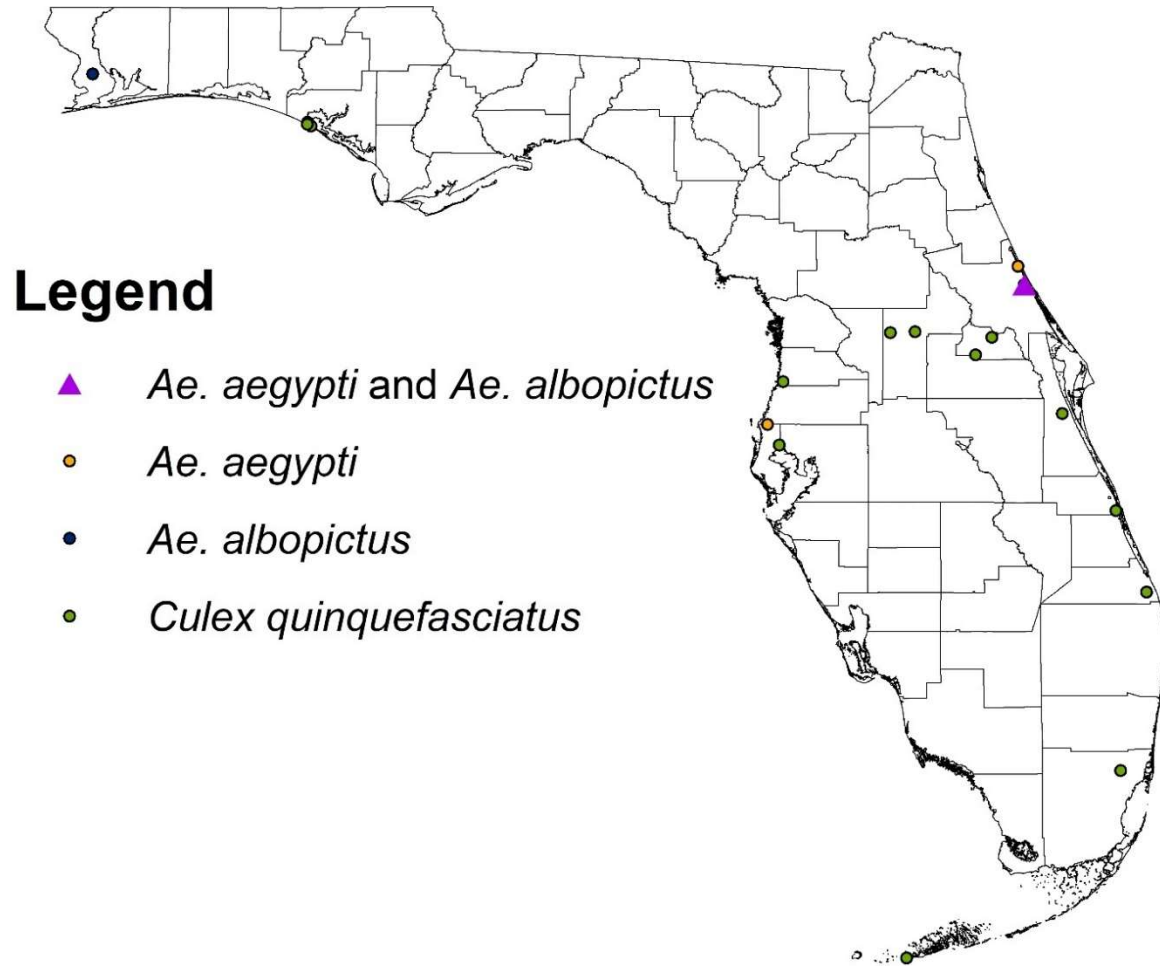 Legend
Ae. aegypti and Ae. albopictus
Ae. aegypti
Ae. albopictus
Culex quinquefasciatus